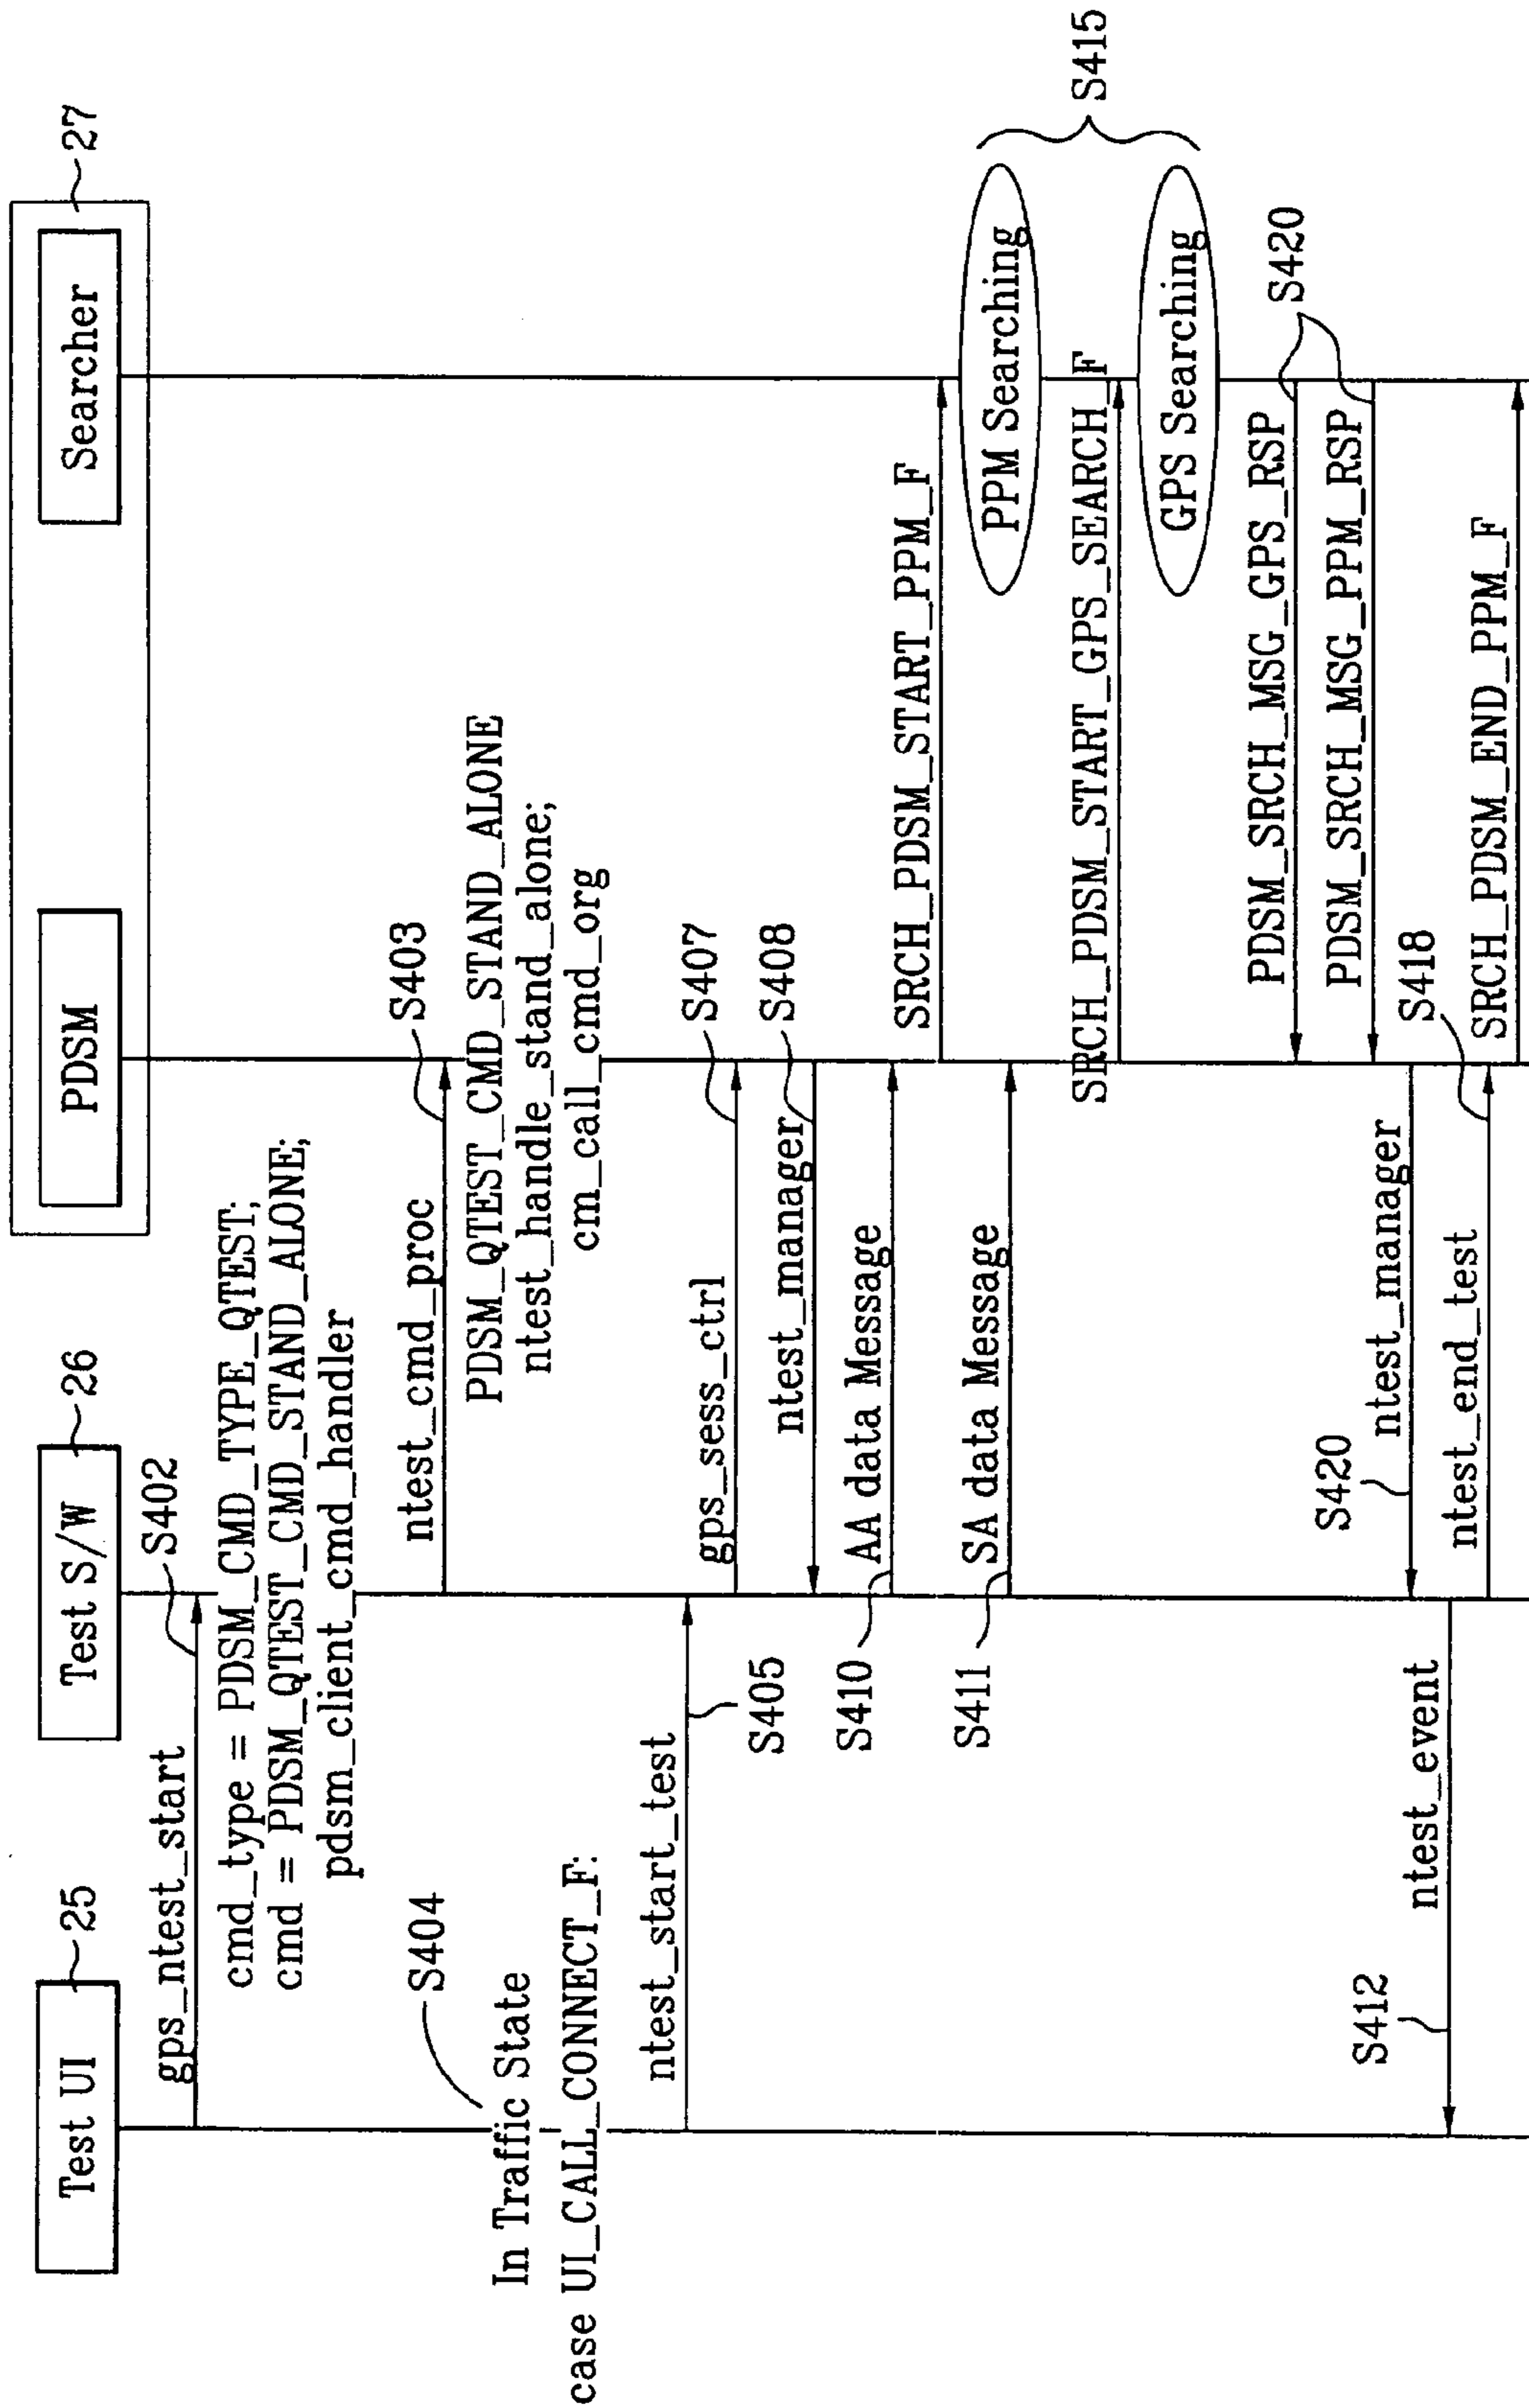 Test UI
25
Test S/W
26
PDSM
Searcher
27
gps_ntest_start
S402
cmd_type = PDSM_CMD_TYPE_QTEST;
cmd = PDSM_QTEST_CMD_STAND_ALONE;
pdsm_client_cmd_handler
ntest_cmd_proc
S403
S404
In Traffic State
case UI_CALL_CONNECT_F:
PDSM_QTEST_CMD_STAND_ALONE
ntest_handle_stand_alone;
cm_call_cmd_org
ntest_start_test
S405
gps_sess_ctrl
S407
ntest_manager
S408
S410
AA data Message
SRCH_PDSM_START_PPM_F
PPM Searching
S411
SA data Message
SRCH_PDSM_START_GPS_SEARCH_F
GPS Searching
S415
PDSM_SRCH_MSG_GPS_RSP
S420
PDSM_SRCH_MSG_PPM_RSP
S420
ntest_manager
S412
ntest_event
ntest_end_test
S418
SRCH_PDSM_END_PPM_F